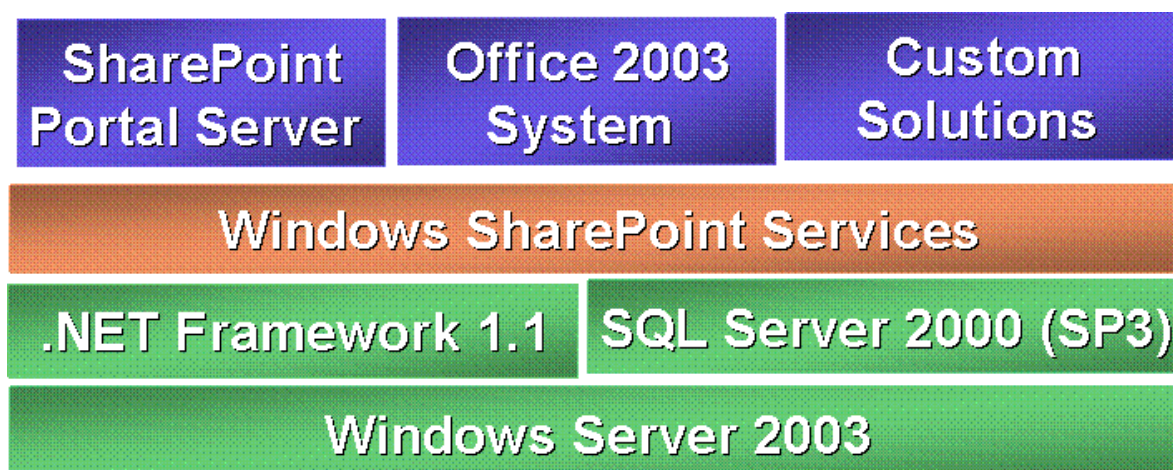 SharePoint
Portal Server
Office 2003
System
Custom
Solutions
Windows SharePoint Services
.NET Framework 1.1
SQL Server 2000 (SP3)
Windows Server 2003